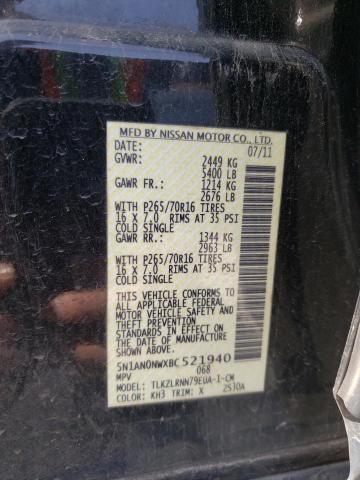 MFD BY NISSAN MOTOR CO., LTD.
DATE: 07/11
GVWR: 2449 KG
5400 LB
GAWR FR.: 1214 KG
2676 LB
WITH P265/70R16 TIRES
16 X 7.0 RIMS AT 35 PSI
COLD SINGLE
GAWR RR.: 1344 KG
2963 LB
WITH P265/70R16 TIRES
16 X 7.0 RIMS AT 35 PSI
COLD SINGLE
THIS VEHICLE CONFORMS TO
ALL APPLICABLE FEDERAL
MOTOR VEHICLE SAFETY
STANDARDS IN EFFECT ON
THE DATE OF MANUFACTURE
SHOWN ABOVE.
5N1AN0NWXBC521940
MPV 068
MODEL: TLKZLRNN79EUA-1-CM
COLOR: KH3 TRIM: X 2S30A